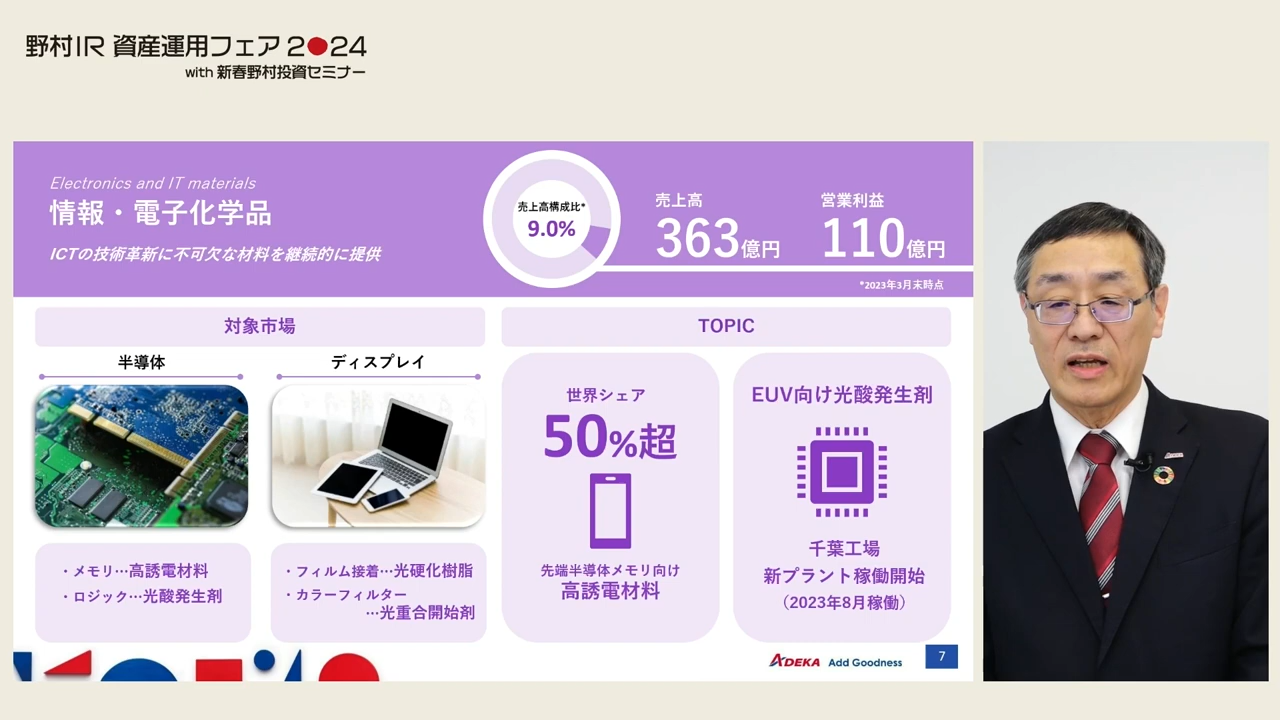 野村IR 資産運用フェア 2024
with 新春野村投資セミナー
Electronics and IT materials
情報・電子化学品
ICTの技術革新に不可欠な材料を継続的に提供
売上高構成比*
9.0%
売上高
363億円
営業利益
110億円
*2023年3月末時点
対象市場
半導体
ディスプレイ
・メモリ…高誘電材料
・ロジック…光酸発生剤
・フィルム接着…光硬化樹脂
・カラーフィルター
…光重合開始剤
TOPIC
世界シェア
50%超
先端半導体メモリ向け
高誘電材料
EUV向け光酸発生剤
千葉工場
新プラント稼働開始
（2023年8月稼働）
ADEKA Add Goodness
7